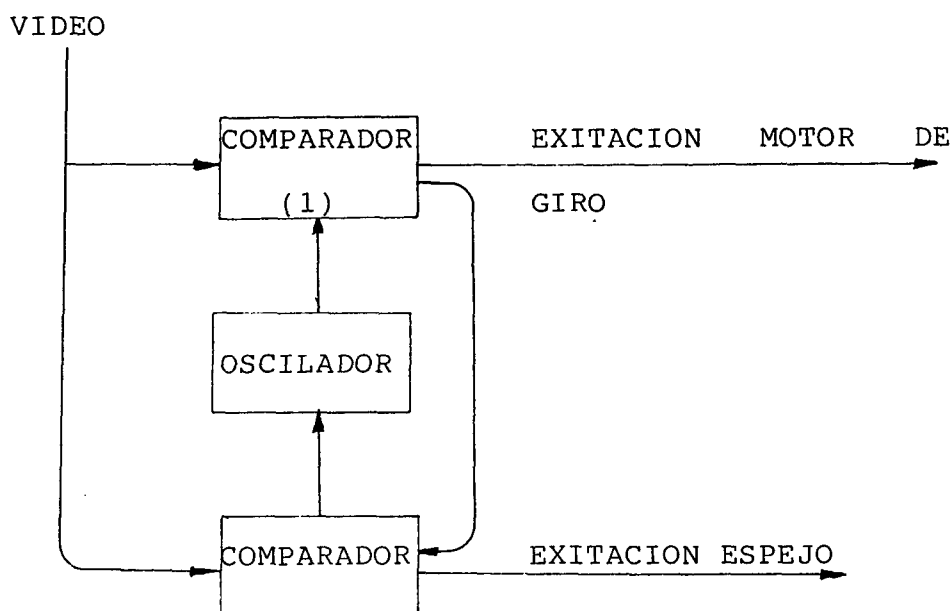 VIDEO
COMPARADOR
(1)
EXITACION MOTOR DE
GIRO
OSCILADOR
COMPARADOR
EXITACION ESPEJO